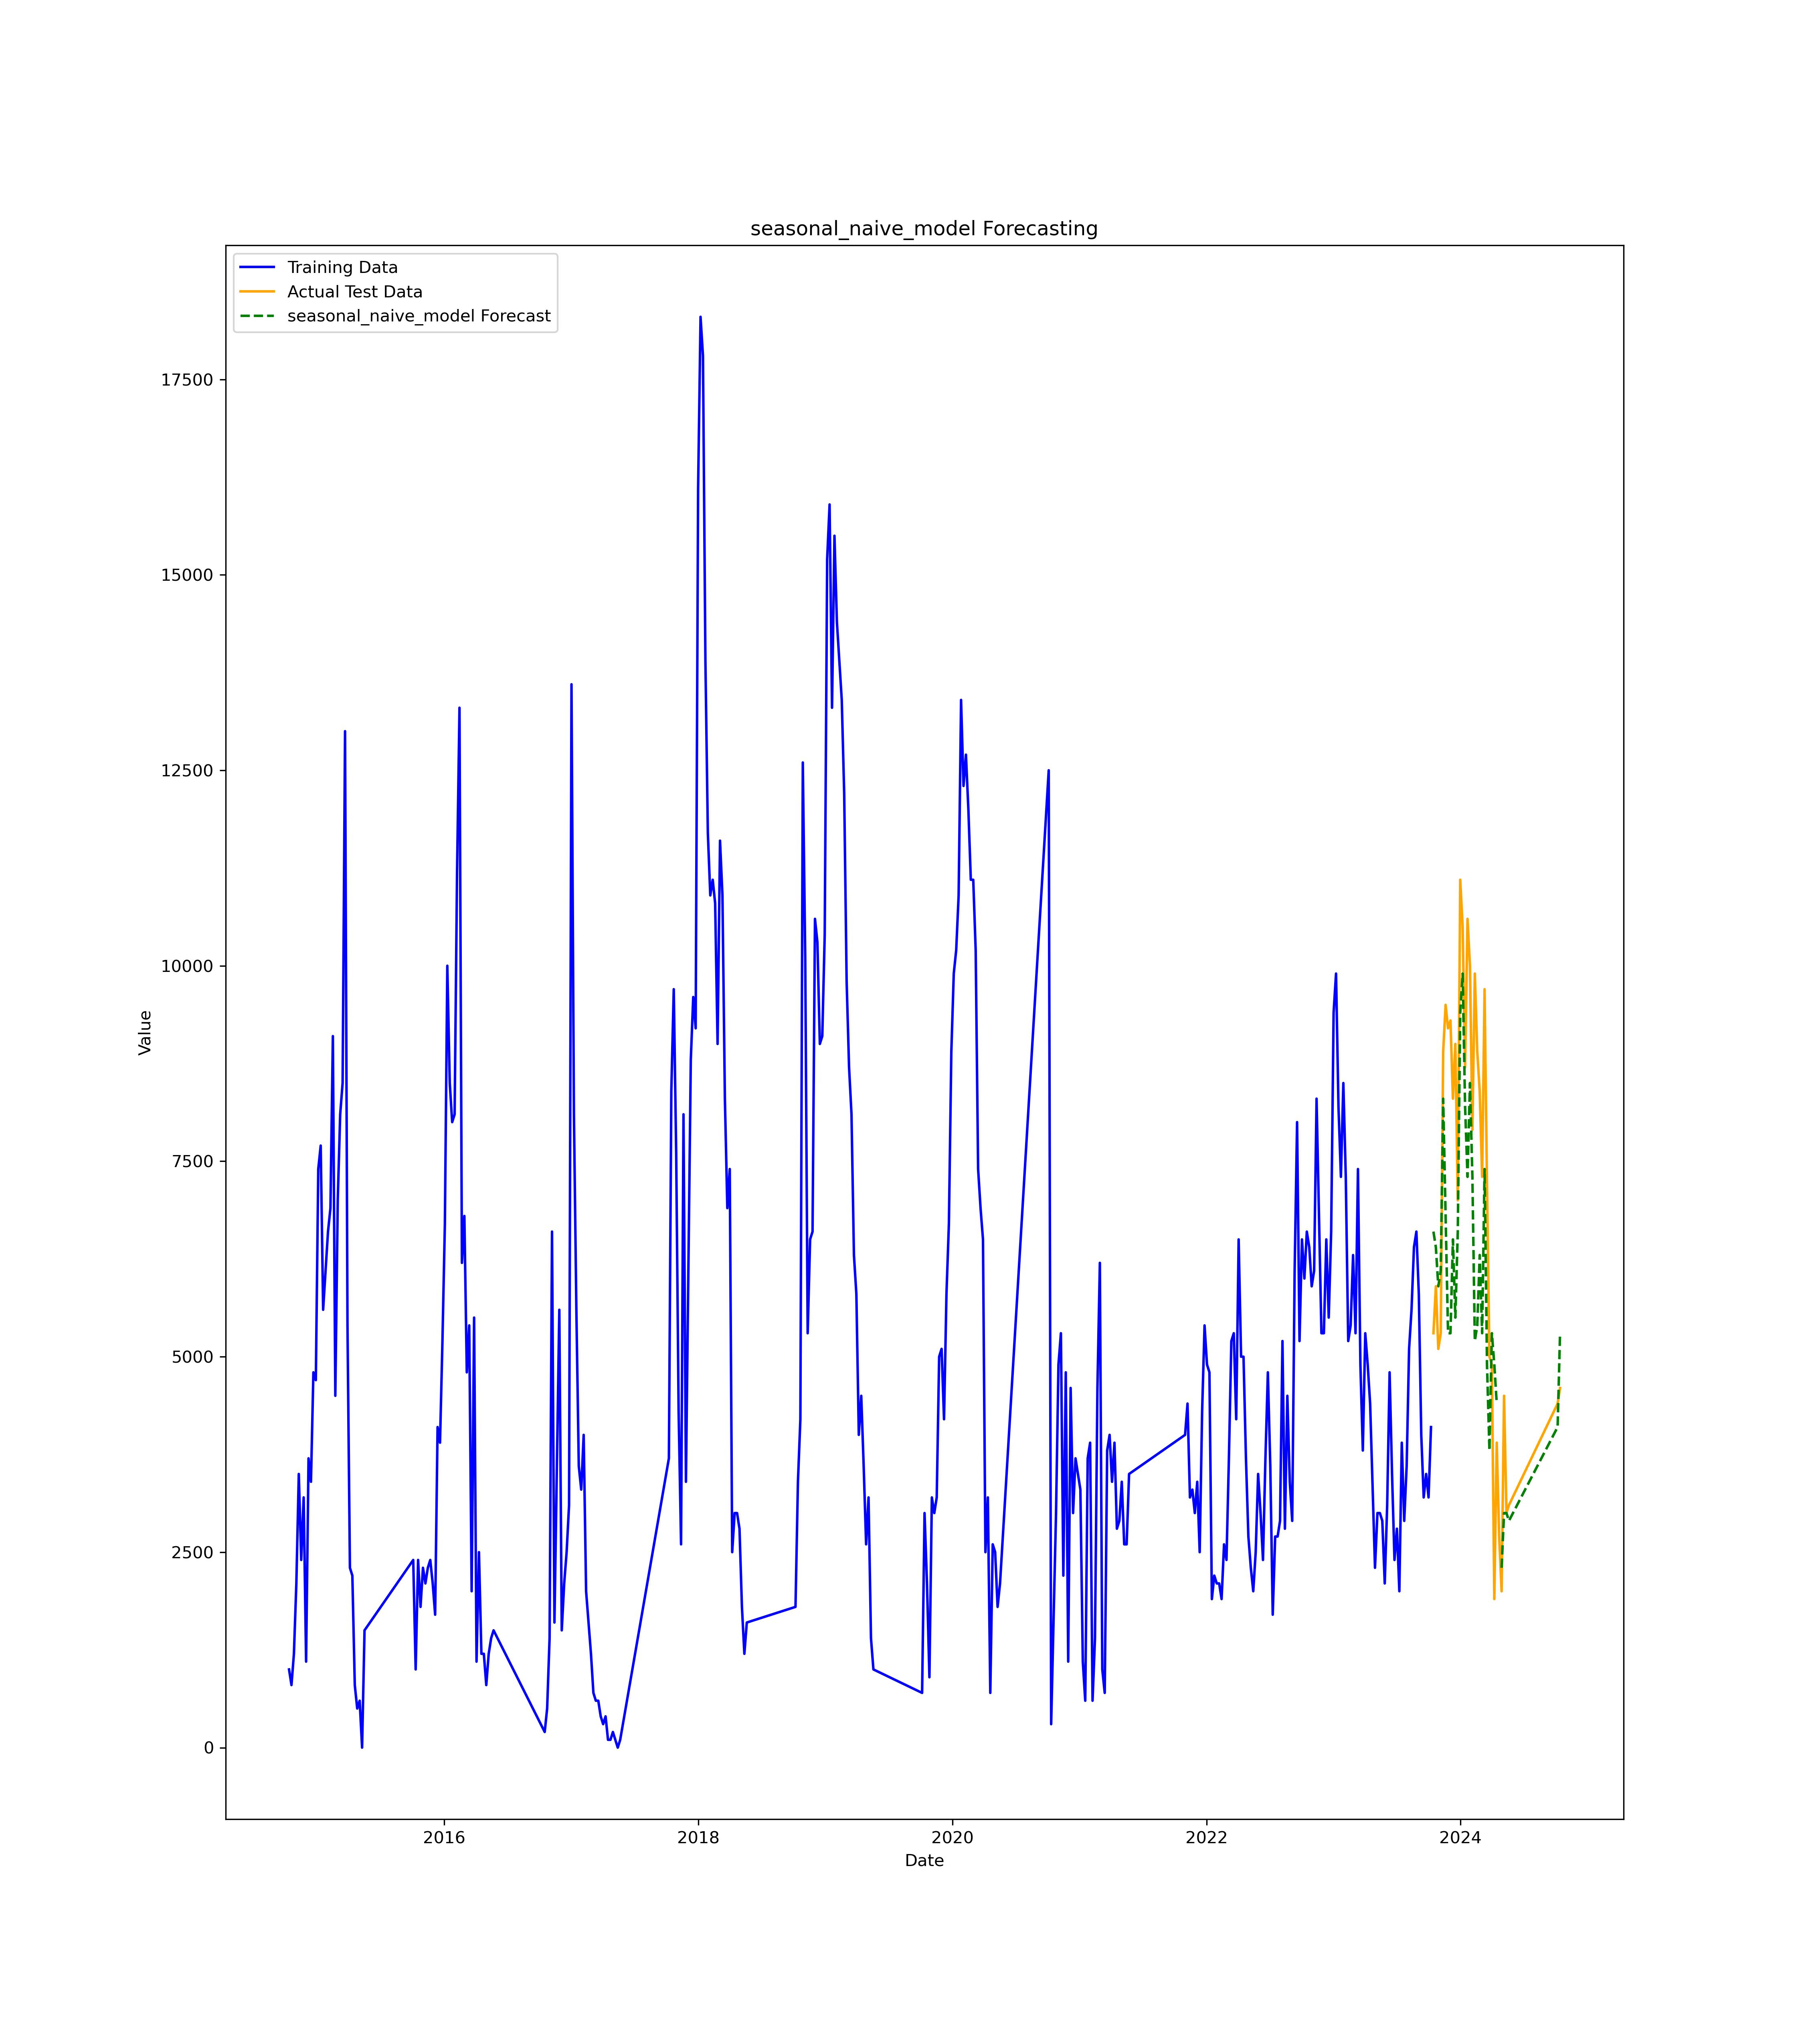 seasonal_naive_model Forecasting
Training Data
Actual Test Data
seasonal_naive_model Forecast
17500
15000
12500
10000
7500
5000
2500
0
Value
2016 2018 2020 2022 2024
Date